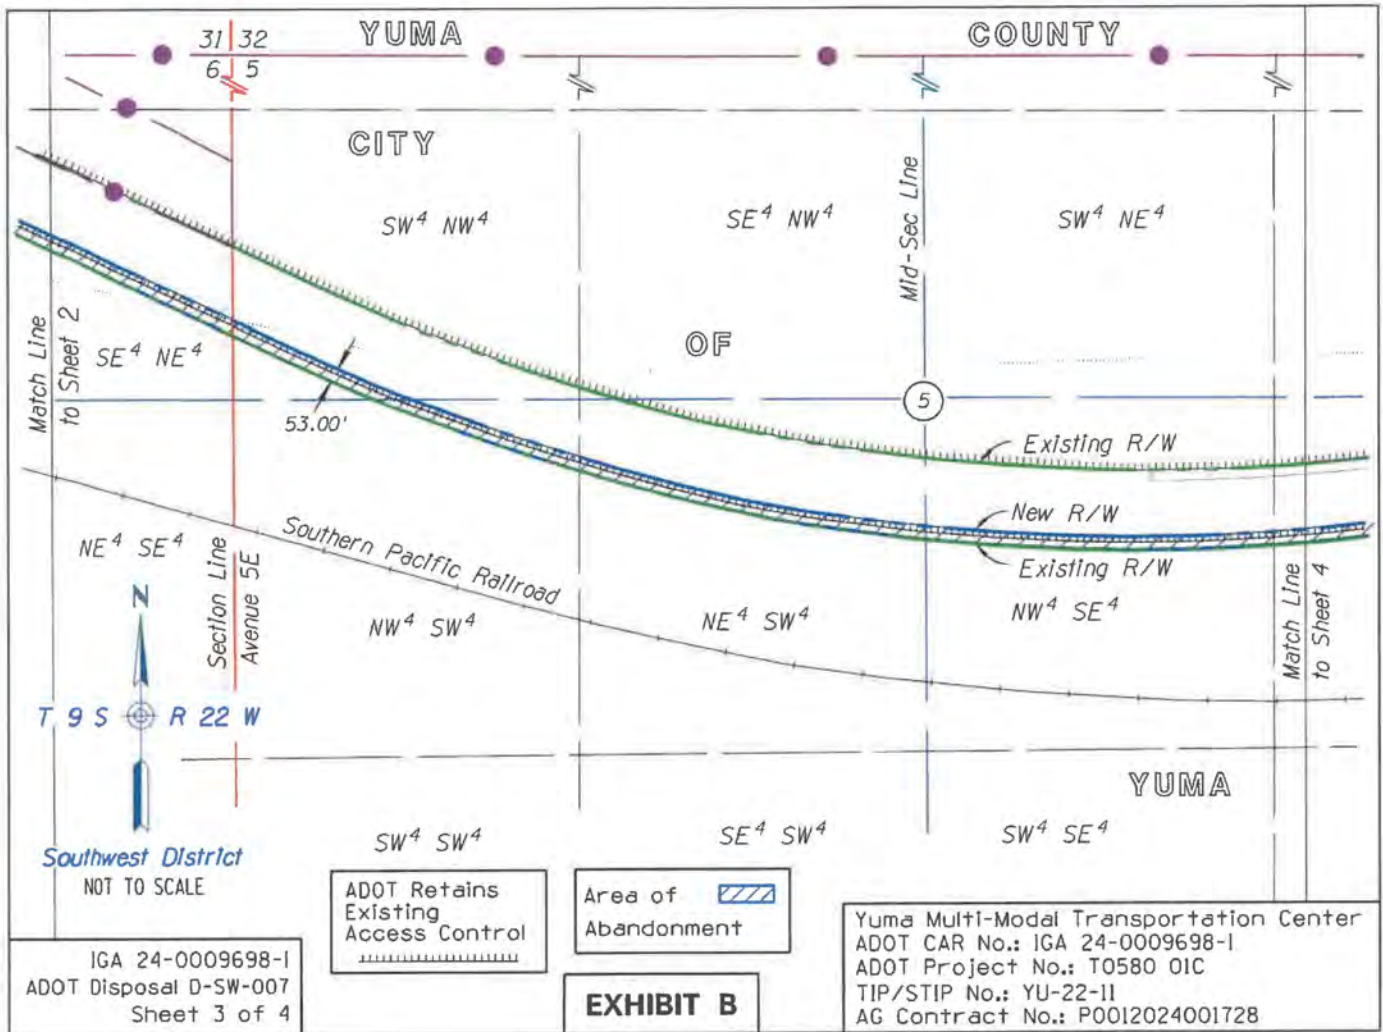 31 32
YUMA
COUNTY
6 5
CITY
SW⁴ NW⁴
SE⁴ NW⁴
Mid-Sec Line
SW⁴ NE⁴
Match Line
to Sheet 2
SE⁴ NE⁴
OF
53.00'
5
Existing R/W
New R/W
Existing R/W
NE⁴ SE⁴
Section Line
Avenue 5E
Southern Pacific Railroad
NW⁴ SW⁴
NE⁴ SW⁴
NW⁴ SE⁴
Match Line
to Sheet 4
N
T 9 S R 22 W
YUMA
SW⁴ SW⁴
SE⁴ SW⁴
SW⁴ SE⁴
Southwest District
NOT TO SCALE
ADOT Retains
Existing
Access Control
Area of
Abandonment
IGA 24-0009698-I
ADOT Disposal D-SW-007
Sheet 3 of 4
EXHIBIT B
Yuma Multi-Modal Transportation Center
ADOT CAR No.: IGA 24-0009698-I
ADOT Project No.: T0580 01C
TIP/STIP No.: YU-22-11
AG Contract No.: P0012024001728